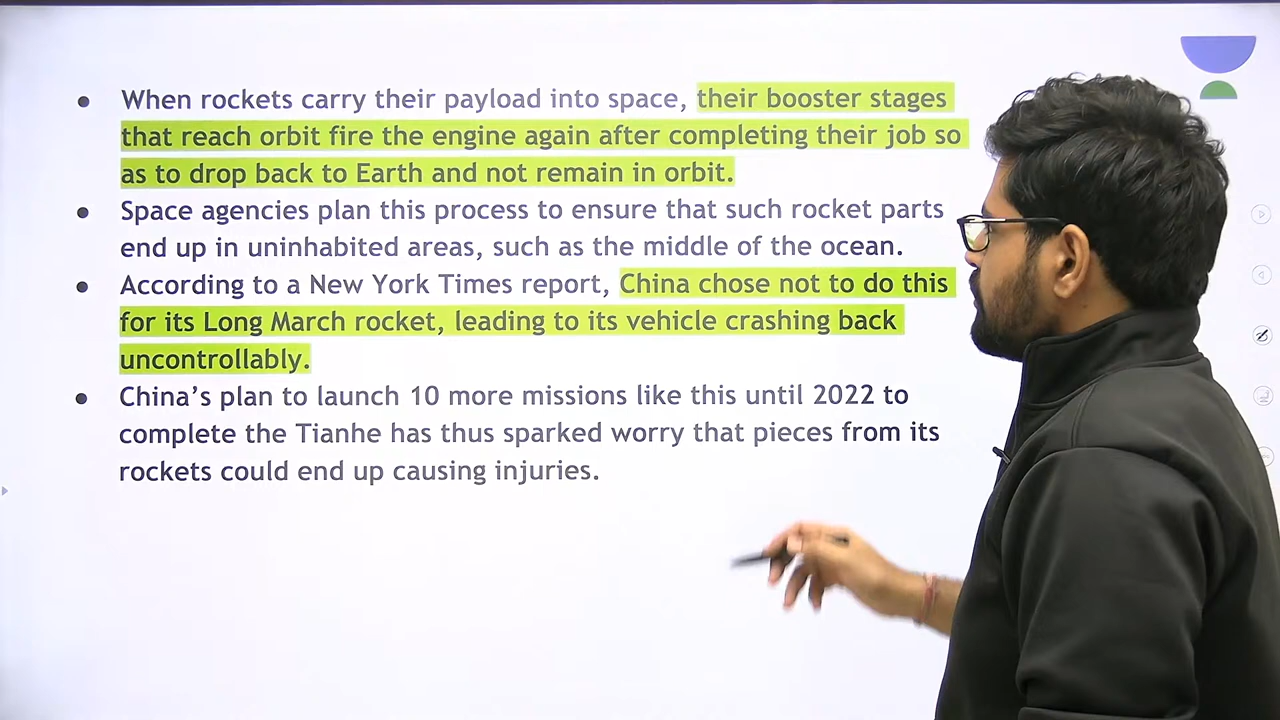 ● When rockets carry their payload into space, their booster stages
that reach orbit fire the engine again after completing their job so
as to drop back to Earth and not remain in orbit.
● Space agencies plan this process to ensure that such rocket parts
end up in uninhabited areas, such as the middle of the ocean.
● According to a New York Times report, China chose not to do this
for its Long March rocket, leading to its vehicle crashing back
uncontrollably.
● China’s plan to launch 10 more missions like this until 2022 to
complete the Tianhe has thus sparked worry that pieces from its
rockets could end up causing injuries.